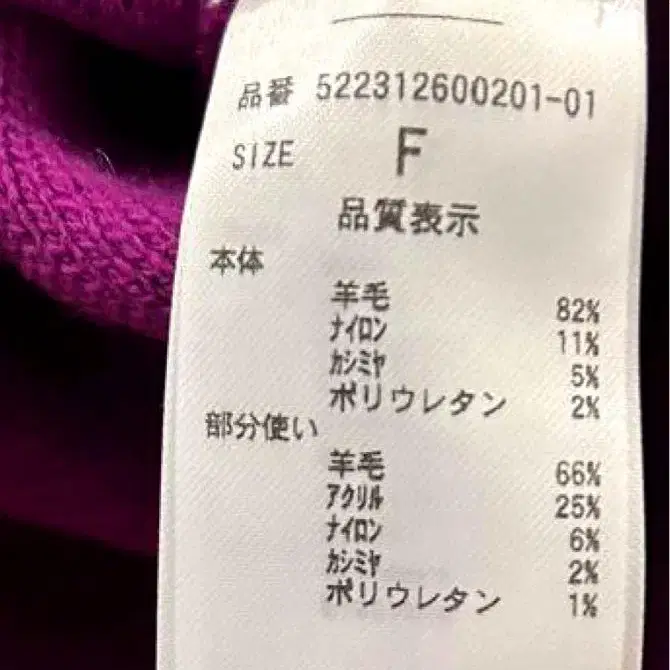 品番 522312600201-01
SIZE F
品質表示
本体
羊毛 82%
ナイロン 11%
カシミヤ 5%
ポリウレタン 2%
部分使い
羊毛 66%
アクリル 25%
ナイロン 6%
カシミヤ 2%
ポリウレタン 1%